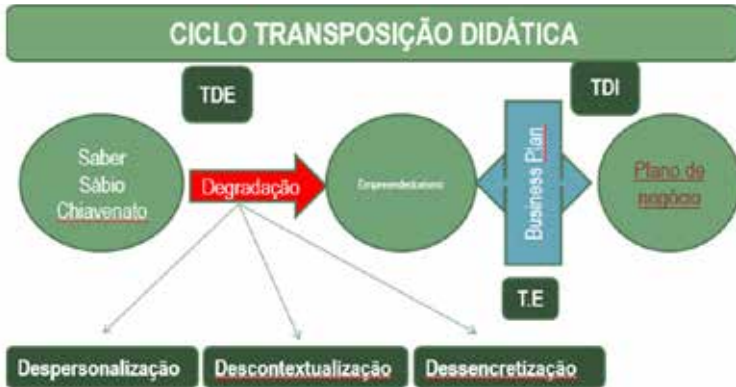 CICLO TRANSPOSIÇÃO DIDÁTICA
TDE
TDI
Saber
Sábio
Chiavenato
Degradação
Empreendedorismo
Business Plan
Plano de
negócio
T.E
Despersonalização
Descontextualização
Dessencretização